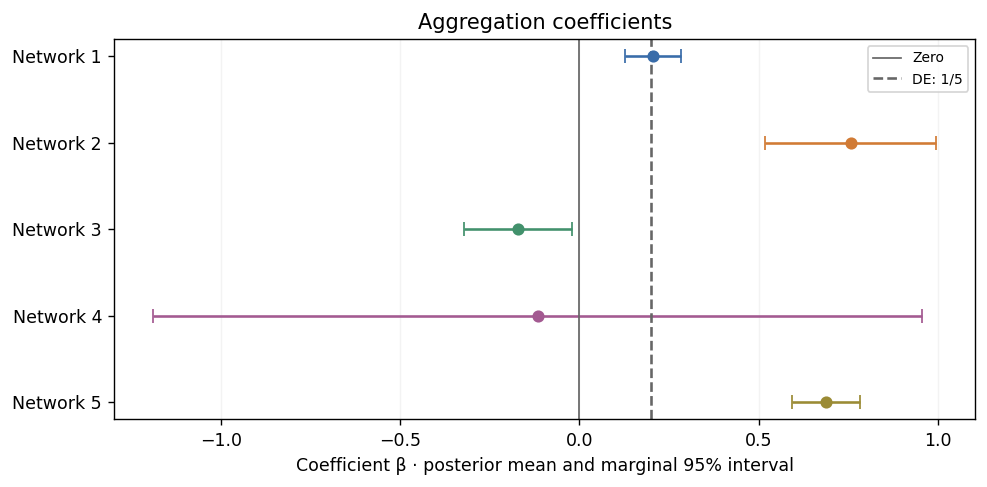 Aggregation coefficients
Network 1
Network 2
Network 3
Network 4
Network 5
Zero
DE: 1/5
−1.0
−0.5
0.0
0.5
1.0
Coefficient β · posterior mean and marginal 95% interval